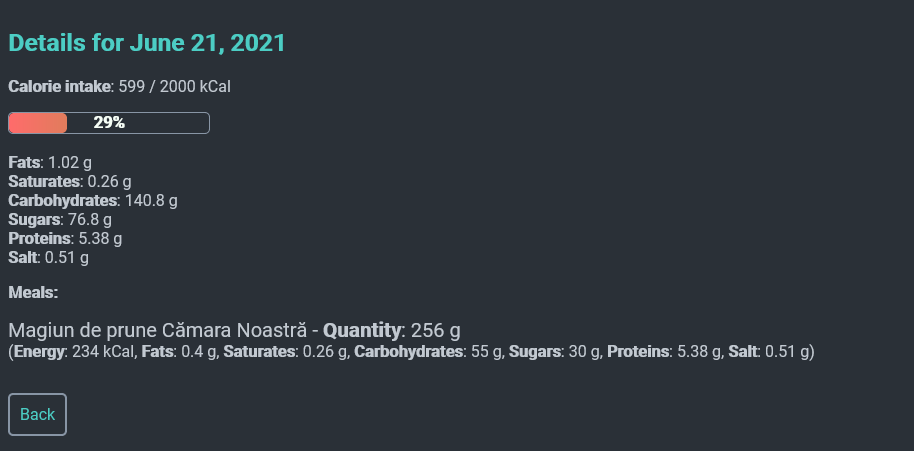 Details for June 21, 2021
Calorie intake: 599 / 2000 kCal
29%
Fats: 1.02 g
Saturates: 0.26 g
Carbohydrates: 140.8 g
Sugars: 76.8 g
Proteins: 5.38 g
Salt: 0.51 g
Meals:
Magiun de prune Cămara Noastră - Quantity: 256 g
(Energy: 234 kCal, Fats: 0.4 g, Saturates: 0.26 g, Carbohydrates: 55 g, Sugars: 30 g, Proteins: 5.38 g, Salt: 0.51 g)
Back